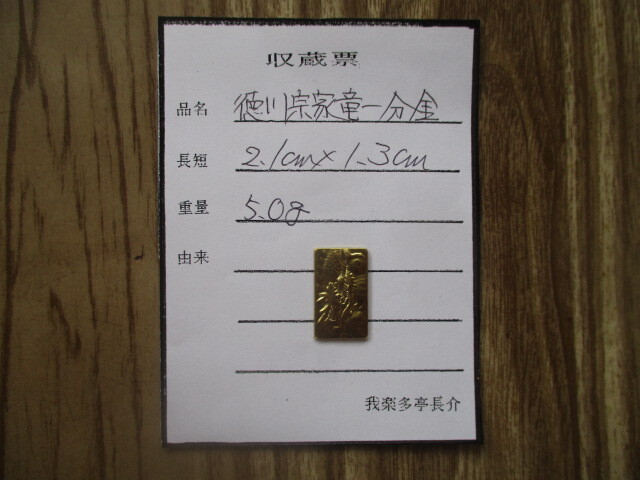 収蔵票
品名 徳川宗家竜一分金
長短 2.1cm×1.3cm
重量 5.0g
由来
我楽多亭長介